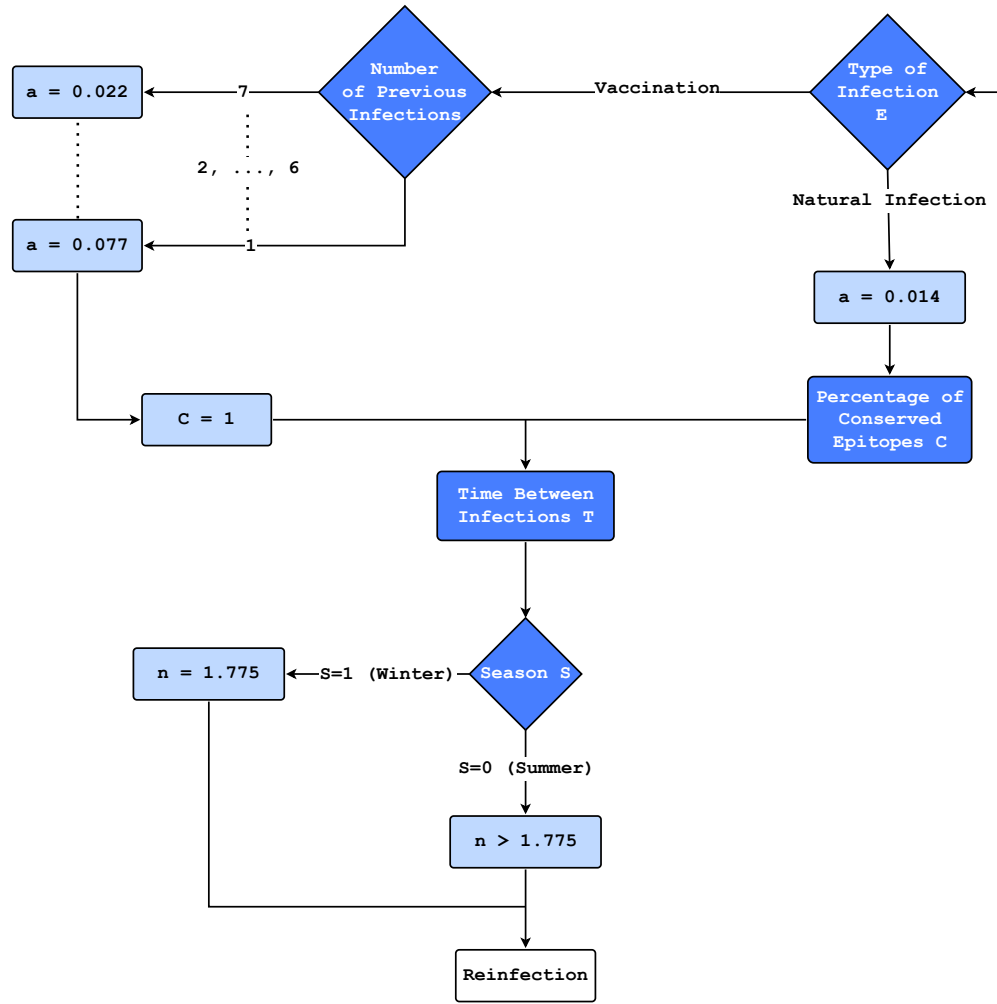 Number
of Previous
Infections
Type of
Infection
E
Vaccination
a = 0.022
7
2, ..., 6
Natural Infection
a = 0.077
1
a = 0.014
C = 1
Percentage of
Conserved
Epitopes C
Time Between
Infections T
n = 1.775
S=1 (Winter)
Season S
S=0 (Summer)
n > 1.775
Reinfection